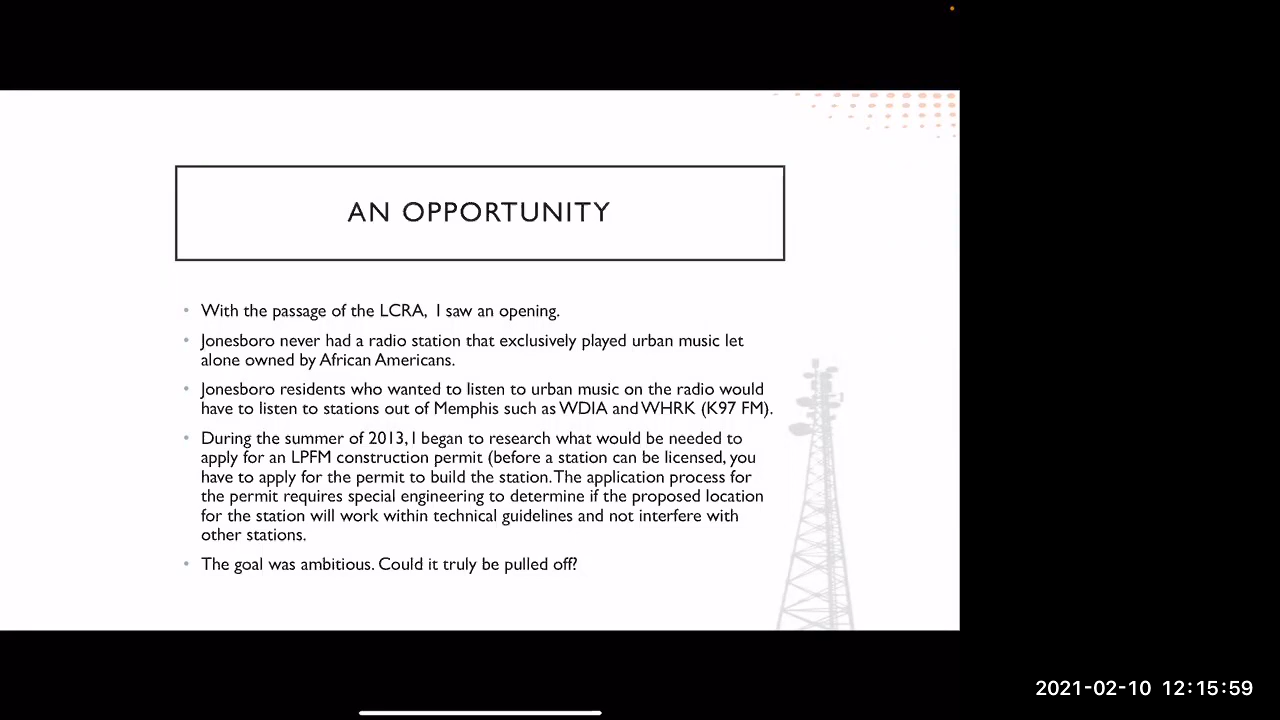 AN OPPORTUNITY
• With the passage of the LCRA, I saw an opening.
• Jonesboro never had a radio station that exclusively played urban music let
alone owned by African Americans.
• Jonesboro residents who wanted to listen to urban music on the radio would
have to listen to stations out of Memphis such as WDIA and WHRK (K97 FM).
• During the summer of 2013, I began to research what would be needed to
apply for an LPFM construction permit (before a station can be licensed, you
have to apply for the permit to build the station. The application process for
the permit requires special engineering to determine if the proposed location
for the station will work within technical guidelines and not interfere with
other stations.
• The goal was ambitious. Could it truly be pulled off?
2021-02-10 12:15:59